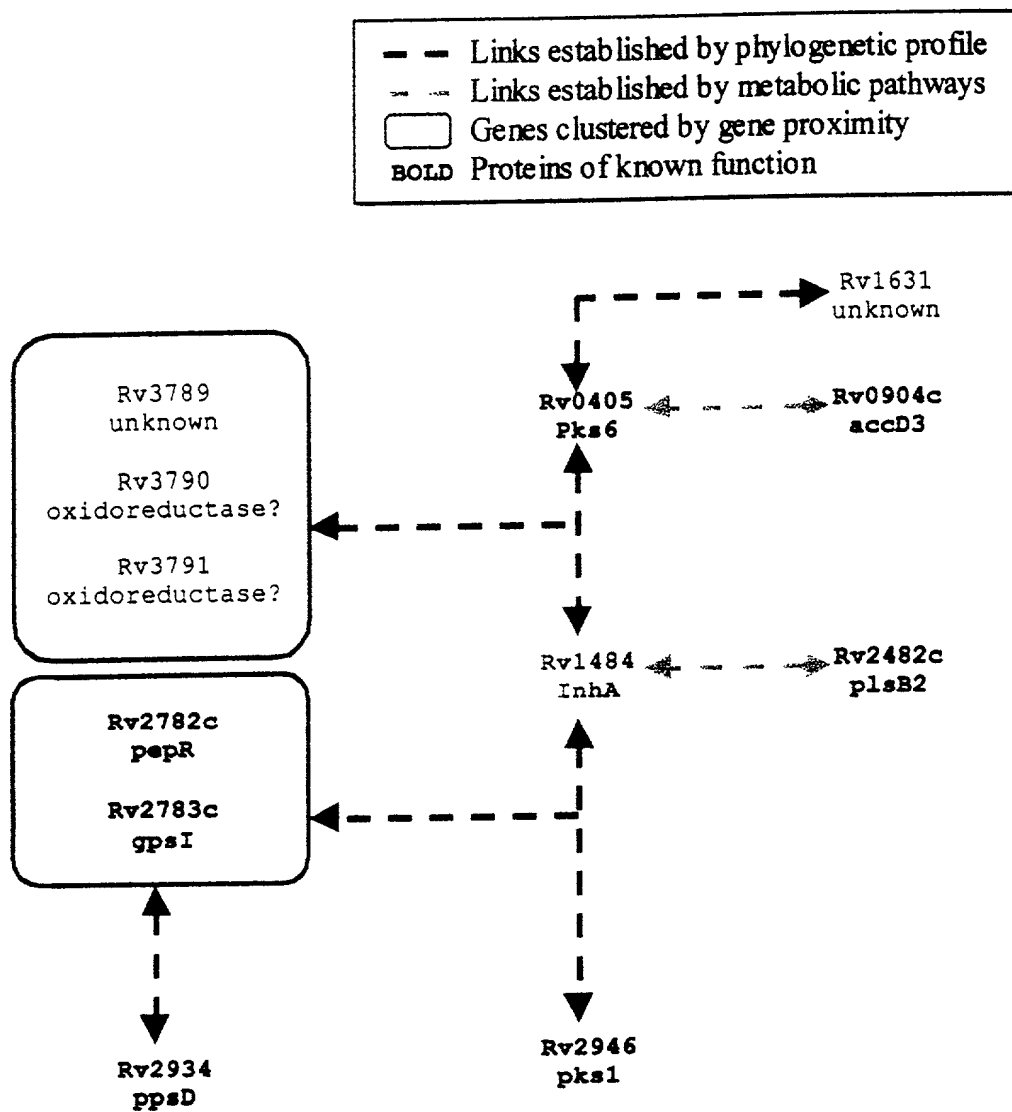 Links established by phylogenetic profile
Links established by metabolic pathways
Genes clustered by gene proximity
BOLD Proteins of known function
Rv1631
unknown
Rv3789
unknown
Rv3790
oxidoreductase?
Rv3791
oxidoreductase?
Rv0405
Pks6
Rv0904c
accD3
Rv1484
InhA
Rv2482c
plsB2
Rv2782c
pepR
Rv2783c
gpsI
Rv2934
ppsD
Rv2946
pks1